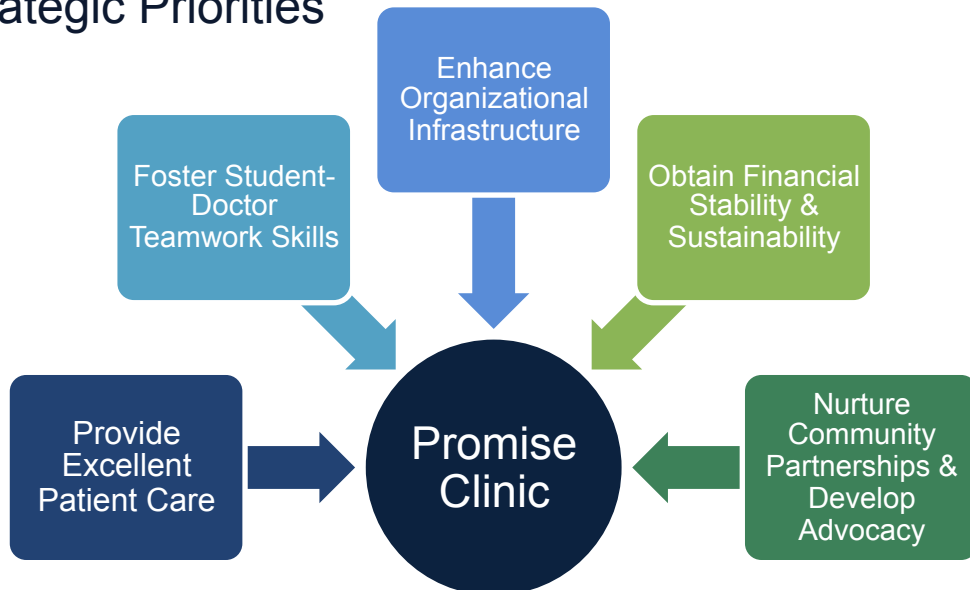 ategic Priorities
Enhance
Organizational
Infrastructure
Foster Student-
Doctor
Teamwork Skills
Obtain Financial
Stability &
Sustainability
Provide
Excellent
Patient Care
Promise
Clinic
Nurture
Community
Partnerships &
Develop
Advocacy